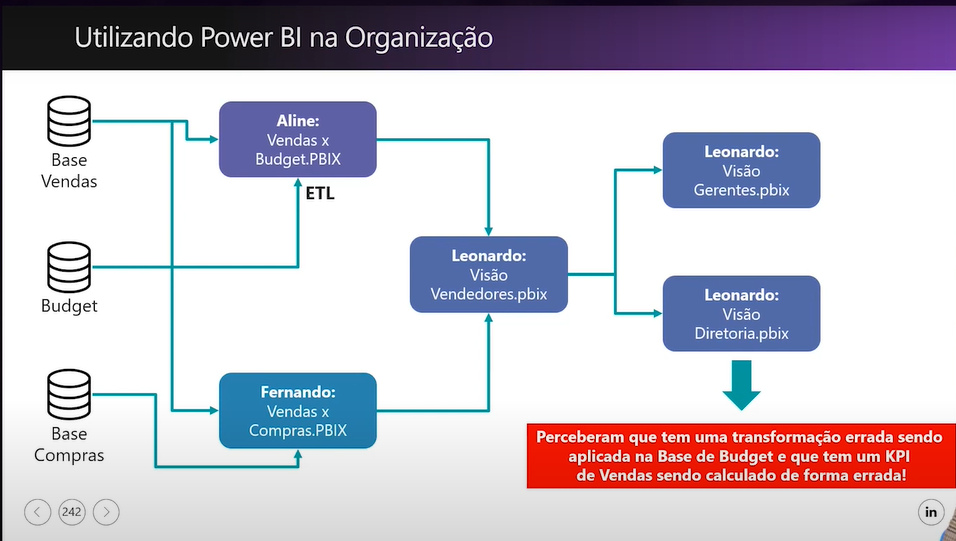 Utilizando Power BI na Organização
Base
Vendas
Aline:
Vendas x
Budget.PBIX
ETL
Budget
Base
Compras
Fernando:
Vendas x
Compras.PBIX
Leonardo:
Visão
Vendedores.pbix
Leonardo:
Visão
Gerentes.pbix
Leonardo:
Visão
Diretoria.pbix
Perceberam que tem uma transformação errada sendo
aplicada na Base de Budget e que tem um KPI
de Vendas sendo calculado de forma errada!
242
in